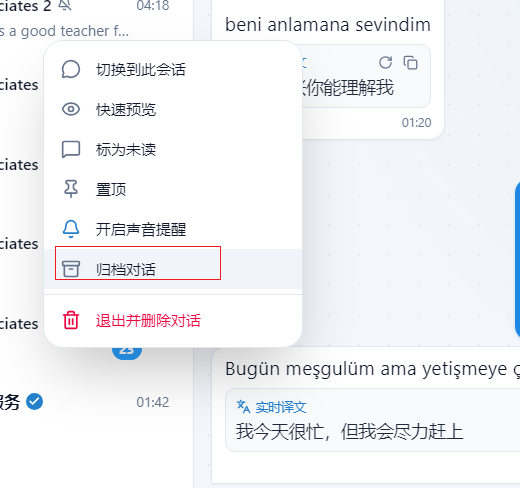 ciates 2
04:18
s a good teacher f...
ciates
ciates
ciates
ciates
23
服务
01:42
切换到此会话
快速预览
标为未读
置顶
开启声音提醒
归档对话
退出并删除对话
beni anlamana sevindim
文
你能理解我
01:20
Bugün meşgulüm ama yetişmeye ç
实时译文
我今天很忙，但我会尽力赶上